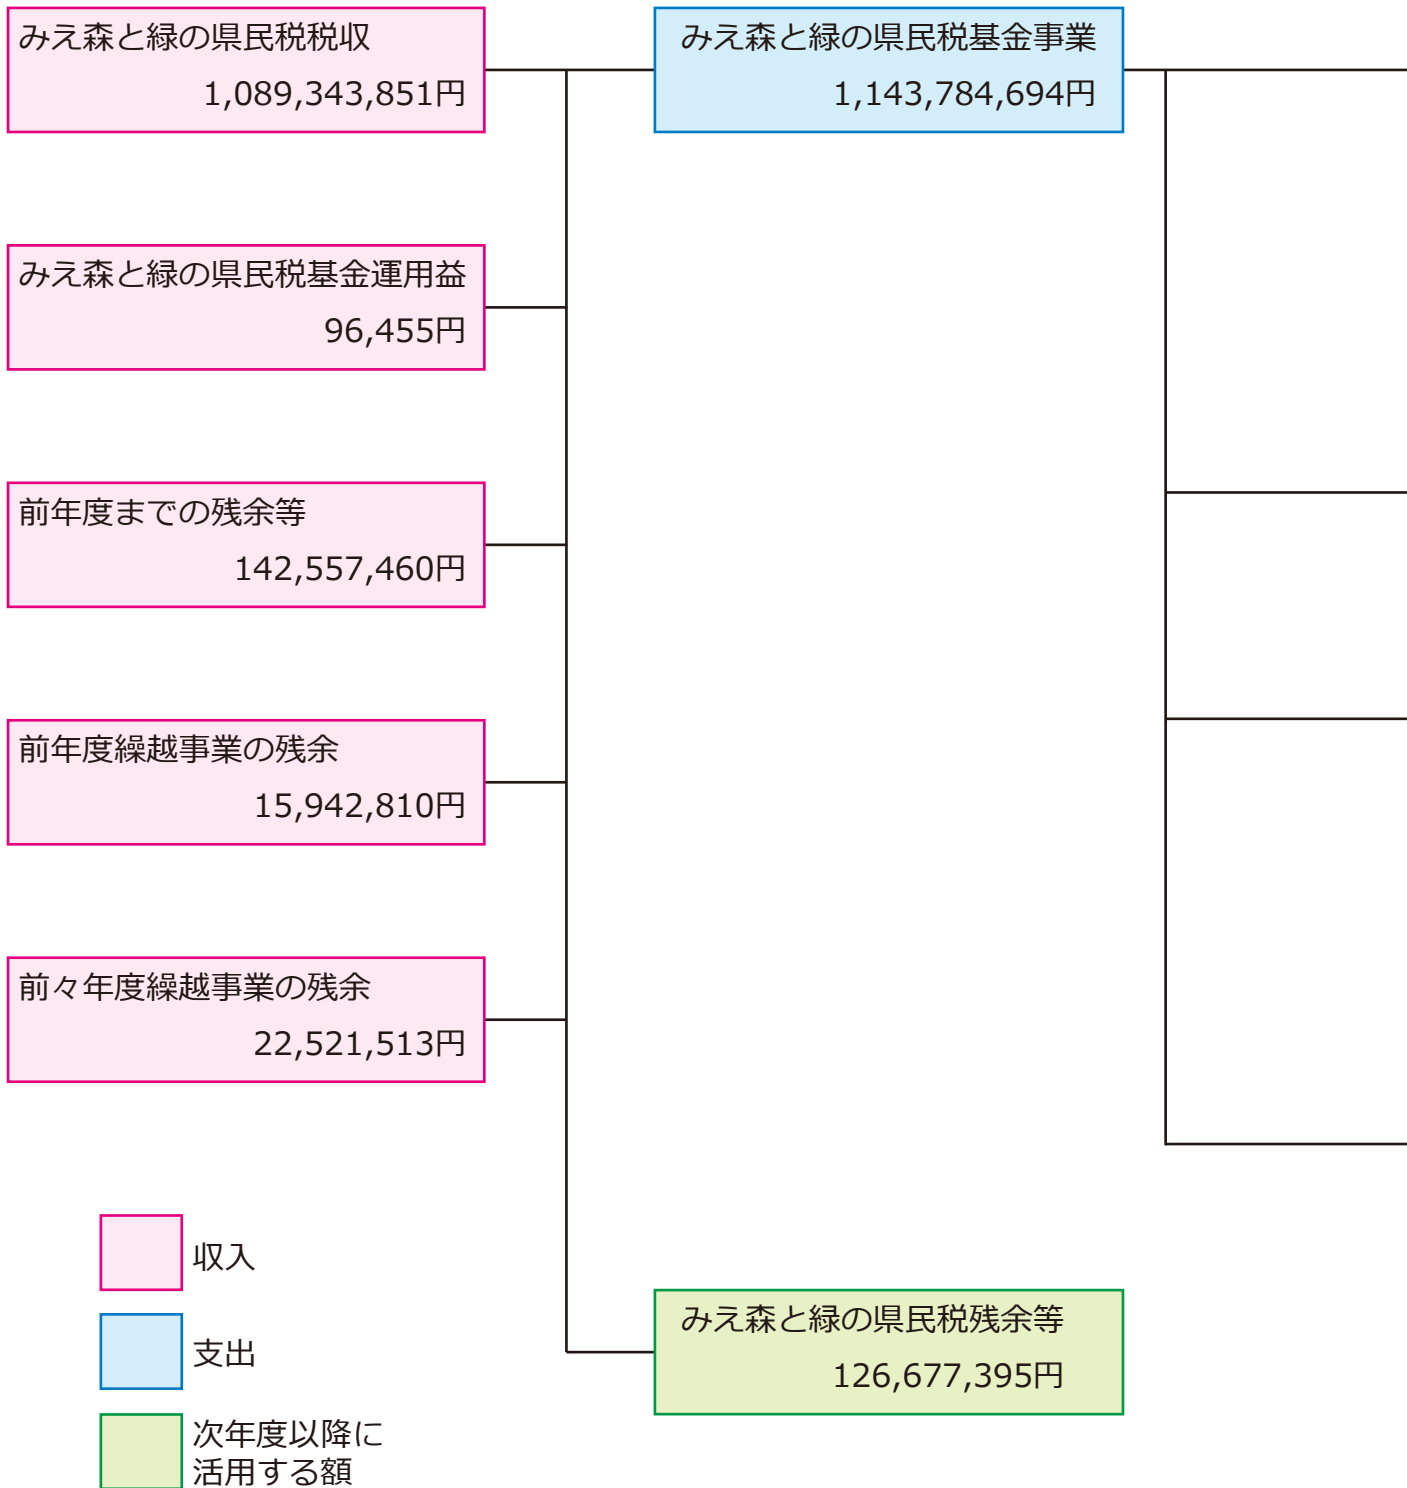 みえ森と緑の県民税税収
1,089,343,851円
みえ森と緑の県民税基金事業
1,143,784,694円
みえ森と緑の県民税基金運用益
96,455円
前年度までの残余等
142,557,460円
前年度繰越事業の残余
15,942,810円
前々年度繰越事業の残余
22,521,513円
収入
支出
次年度以降に
活用する額
みえ森と緑の県民税残余等
126,677,395円